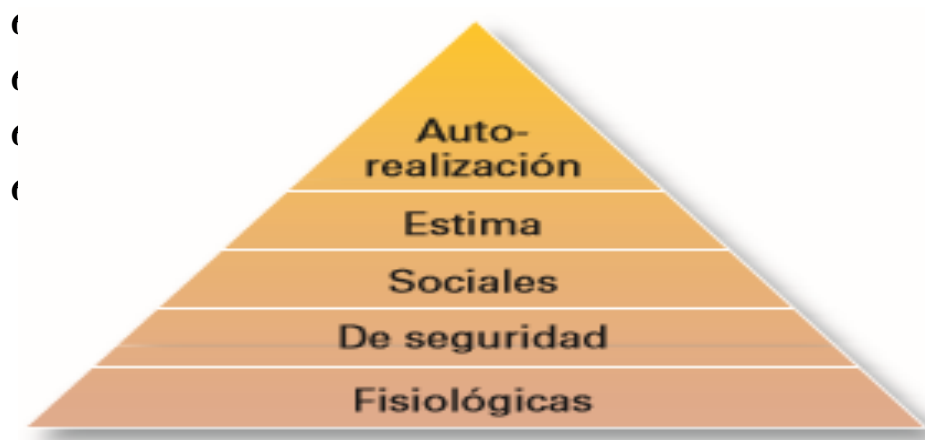 Auto-
realización
Estima
Sociales
De seguridad
Fisiológicas